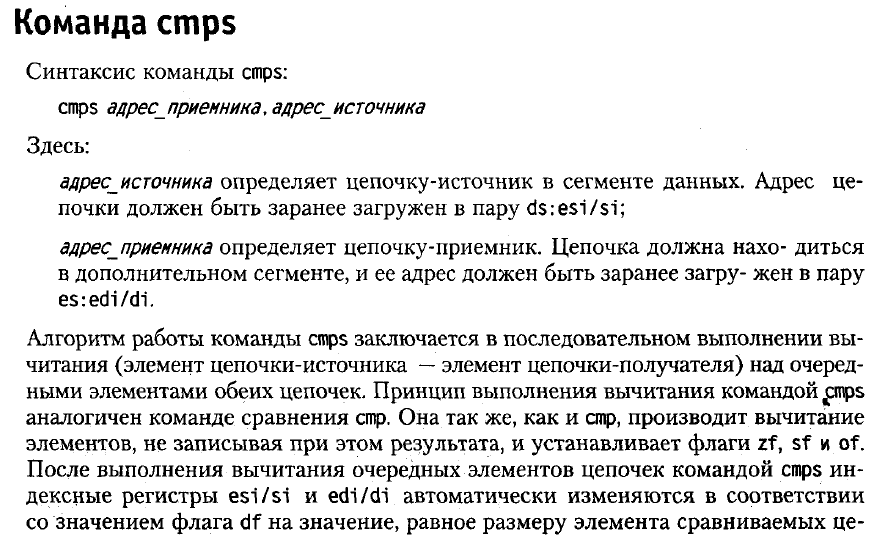 Команда cmps
Синтаксис команды cmps:
cmps адрес_приемника,адрес_источника
Здесь:
адрес_источника определяет цепочку-источник в сегменте данных. Адрес це-
почки должен быть заранее загружен в пару ds:esi/si;
адрес_приемника определяет цепочку-приемник. Цепочка должна нахо- диться
в дополнительном сегменте, и ее адрес должен быть заранее загру- жен в пару
es:edi/di.
Алгоритм работы команды cmps заключается в последовательном выполнении вы-
читания (элемент цепочки-источника — элемент цепочки-получателя) над очеред-
ными элементами обеих цепочек. Принцип выполнения вычитания командой cmps
аналогичен команде сравнения cmp. Она так же, как и cmp, производит вычитание
элементов, не записывая при этом результата, и устанавливает флаги zf, sf и of.
После выполнения вычитания очередных элементов цепочек командой cmps ин-
дексные регистры esi/si и edi/di автоматически изменяются в соответствии
со значением флага df на значение, равное размеру элемента сравниваемых це-